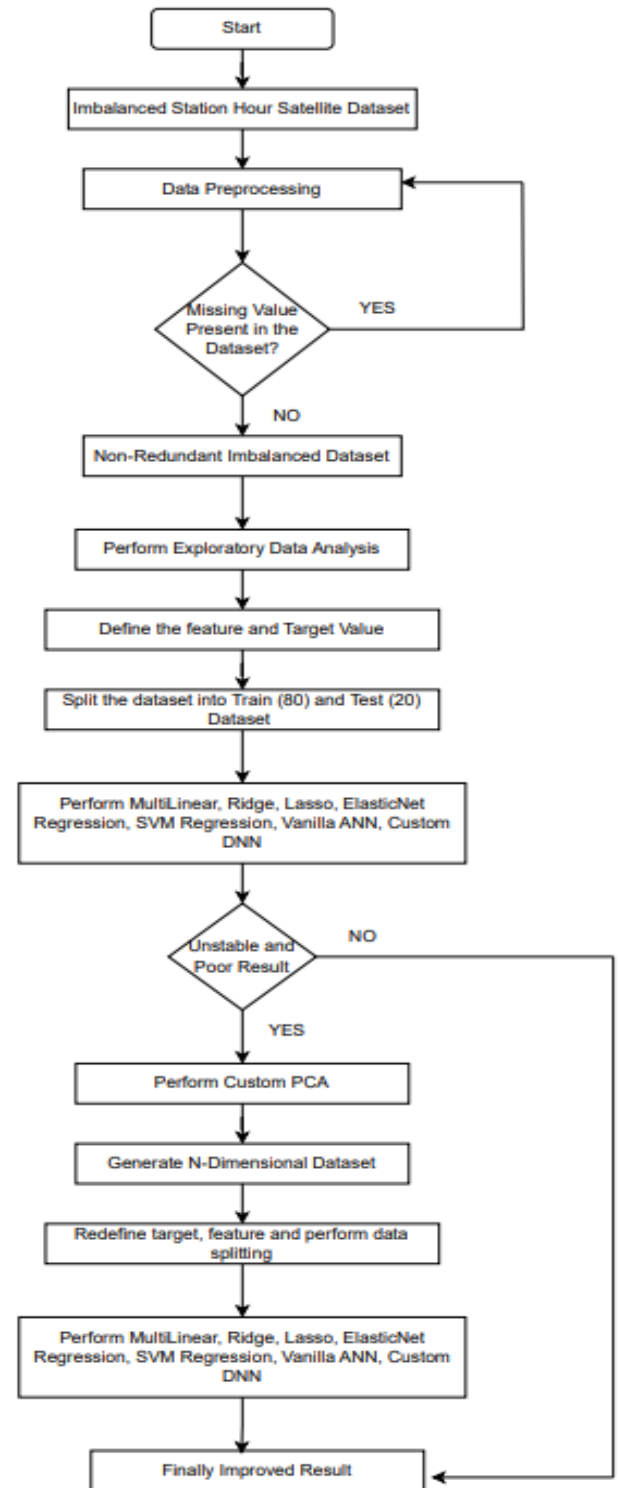 Start
Imbalanced Station Hour Satellite Dataset
Data Preprocessing
Missing Value
Present in the
Dataset?
YES
NO
Non-Redundant Imbalanced Dataset
Perform Exploratory Data Analysis
Define the feature and Target Value
Split the dataset into Train (80) and Test (20)
Dataset
Perform MultiLinear, Ridge, Lasso, ElasticNet
Regression, SVM Regression, Vanilla ANN, Custom
DNN
Unstable and
Poor Result
NO
YES
Perform Custom PCA
Generate N-Dimensional Dataset
Redefine target, feature and perform data
splitting
Perform MultiLinear, Ridge, Lasso, ElasticNet
Regression, SVM Regression, Vanilla ANN, Custom
DNN
Finally Improved Result